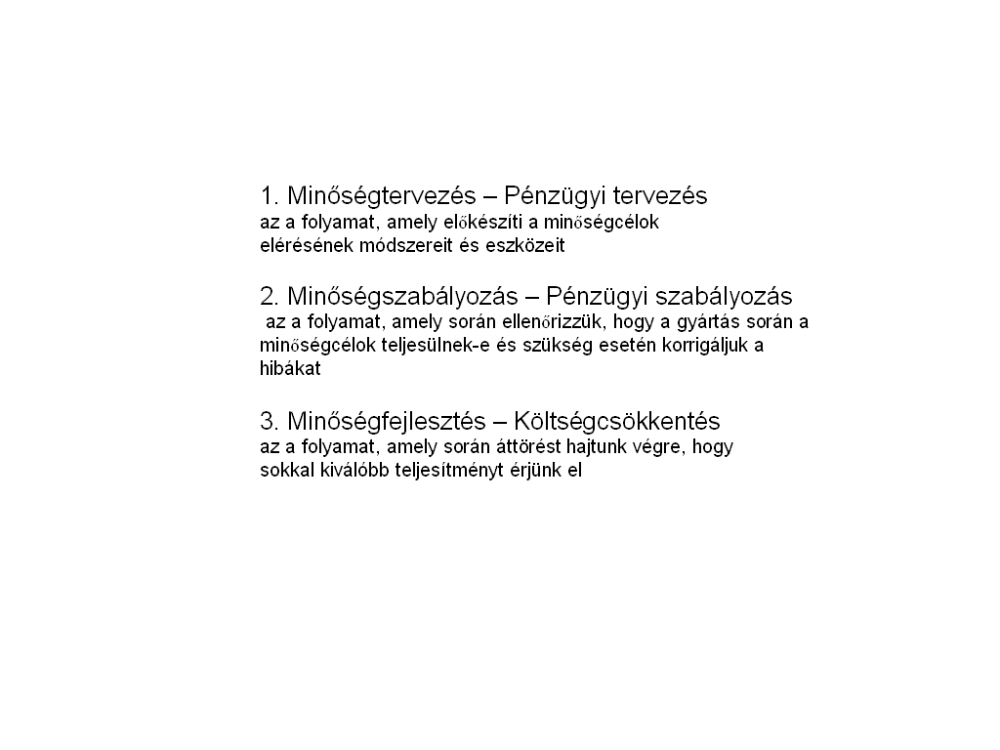 1. Minőségtervezés – Pénzügyi tervezés
az a folyamat, amely előkészíti a minőségcélok
elérésének módszereit és eszközeit
2. Minőségszabályozás – Pénzügyi szabályozás
az a folyamat, amely során ellenőrizzük, hogy a gyártás során a
minőségcélok teljesülnek-e és szükség esetén korrigáljuk a
hibákat
3. Minőségfejlesztés – Költségcsökkentés
az a folyamat, amely során áttörést hajtunk végre, hogy
sokkal kiválóbb teljesítményt érjünk el